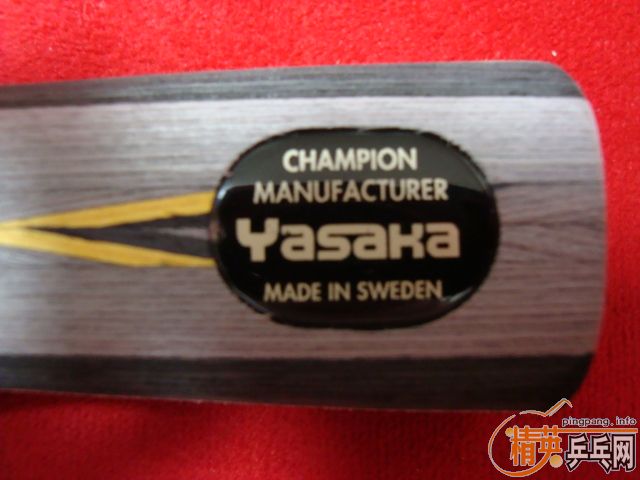 CHAMPION
MANUFACTURER
Yasaka
MADE IN SWEDEN
pingpang.info
精英乒乓网